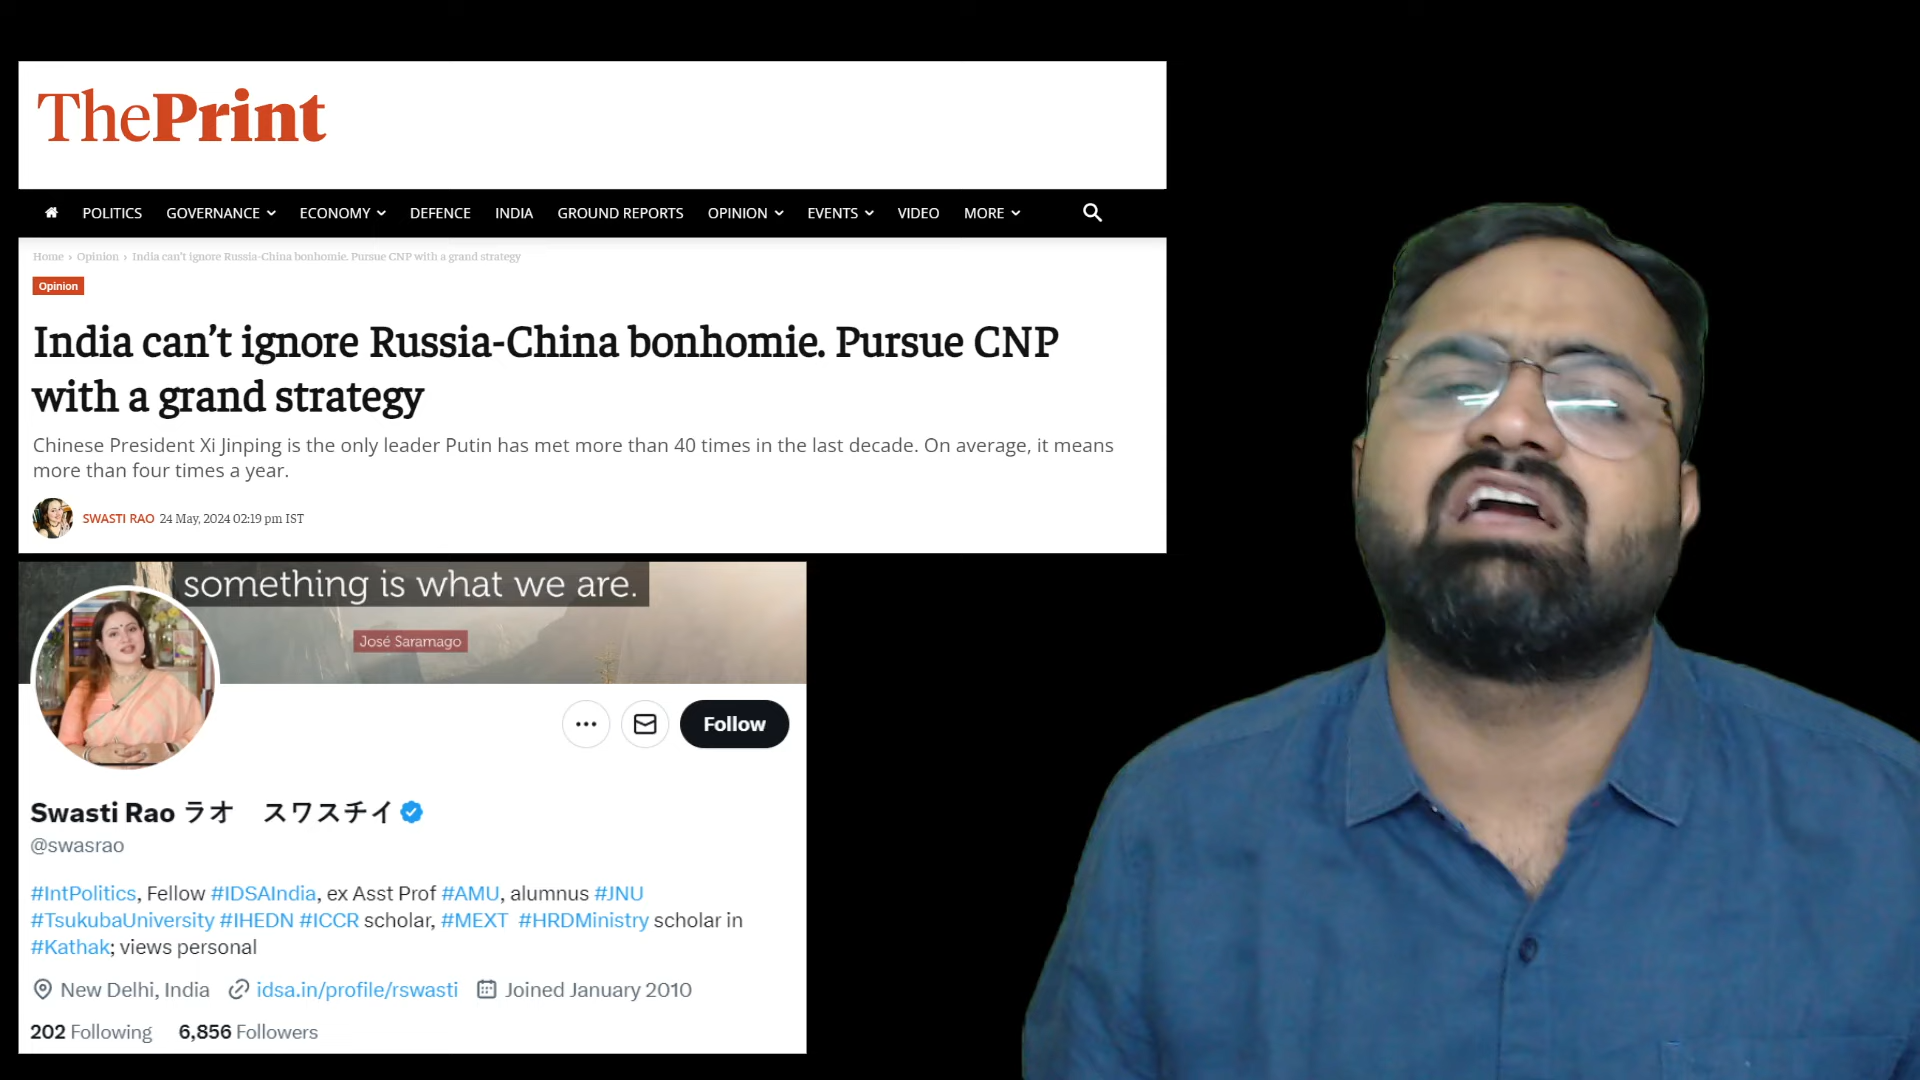 ThePrint
POLITICS GOVERNANCE ECONOMY DEFENCE INDIA GROUND REPORTS OPINION EVENTS VIDEO MORE
Home › Opinion › India can't ignore Russia-China bonhomie. Pursue CNP with a grand strategy
Opinion
India can’t ignore Russia-China bonhomie. Pursue CNP
with a grand strategy
Chinese President Xi Jinping is the only leader Putin has met more than 40 times in the last decade. On average, it means
more than four times a year.
SWASTI RAO 24 May, 2024 02:19 pm IST
something is what we are.
José Saramago
Follow
Swasti Rao ラオ　スワスチイ
@swasrao
#IntPolitics, Fellow #IDSAIndia, ex Asst Prof #AMU, alumnus #JNU
#TsukubaUniversity #IHEDN #ICCR scholar, #MEXT #HRDMinistry scholar in
#Kathak; views personal
New Delhi, India idsa.in/profile/rswasti Joined January 2010
202 Following 6,856 Followers